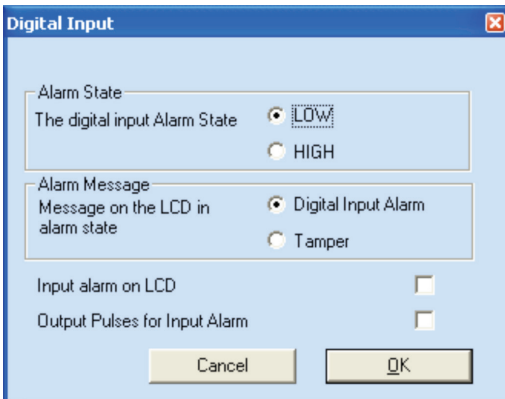 Digital Input
Alarm State
The digital input Alarm State
LOW
HIGH
Alarm Message
Message on the LCD in
alarm state
Digital Input Alarm
Tamper
Input alarm on LCD
Output Pulses for Input Alarm
Cancel
OK